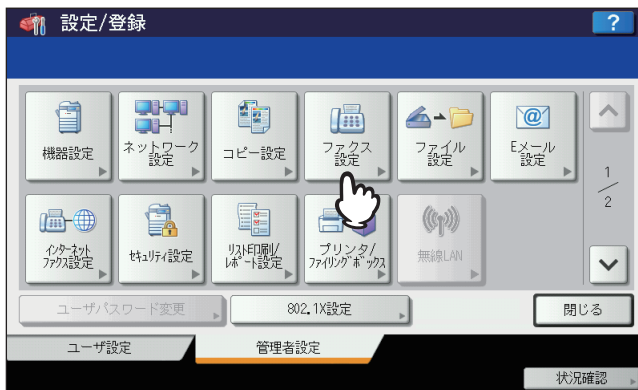 設定/登録
?
機器設定
ネットワーク
設定
コピー設定
ファクス
設定
ファイル
設定
Eメール
設定
1
2
インターネット
ファクス設定
セキュリティ設定
リスト印刷/
レポート設定
プリンタ/
ファイリングボックス
無線LAN
ユーザパスワード変更
802.1X設定
閉じる
ユーザ設定
管理者設定
状況確認